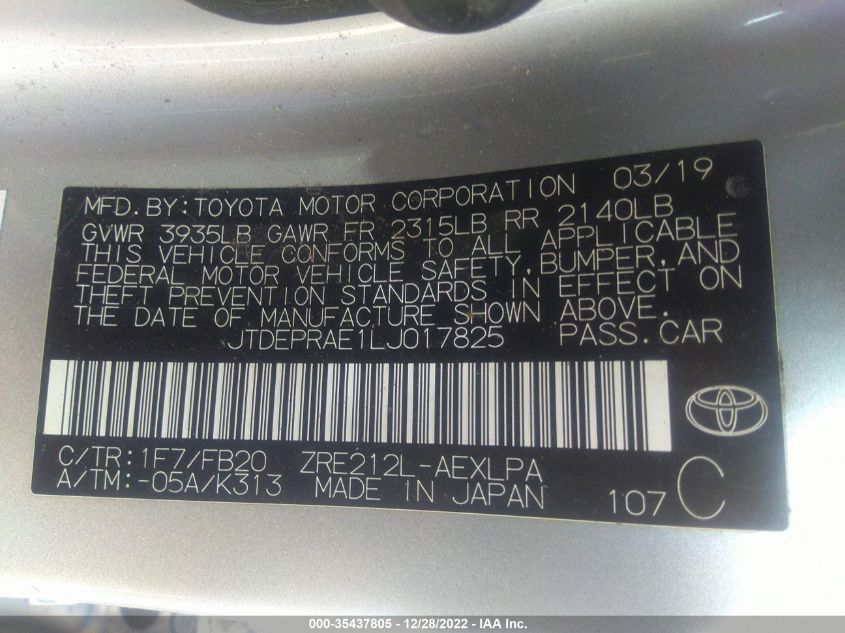 MFD. BY: TOYOTA MOTOR CORPORATION 03/19
GVWR 3935LB GAWR FR 2315LB RR 2140LB
THIS VEHICLE CONFORMS TO ALL APPLICABLE
FEDERAL MOTOR VEHICLE SAFETY, BUMPER, AND
THEFT PREVENTION STANDARDS IN EFFECT ON
THE DATE OF MANUFACTURE SHOWN ABOVE.
JTDEPRAE1LJ017825 PASS. CAR
C/TR: 1F7/FB20 ZRE212L-AEXLPA
A/TM: -05A/K313 MADE IN JAPAN 107 C
000-35437805 - 12/28/2022 - IAA Inc.